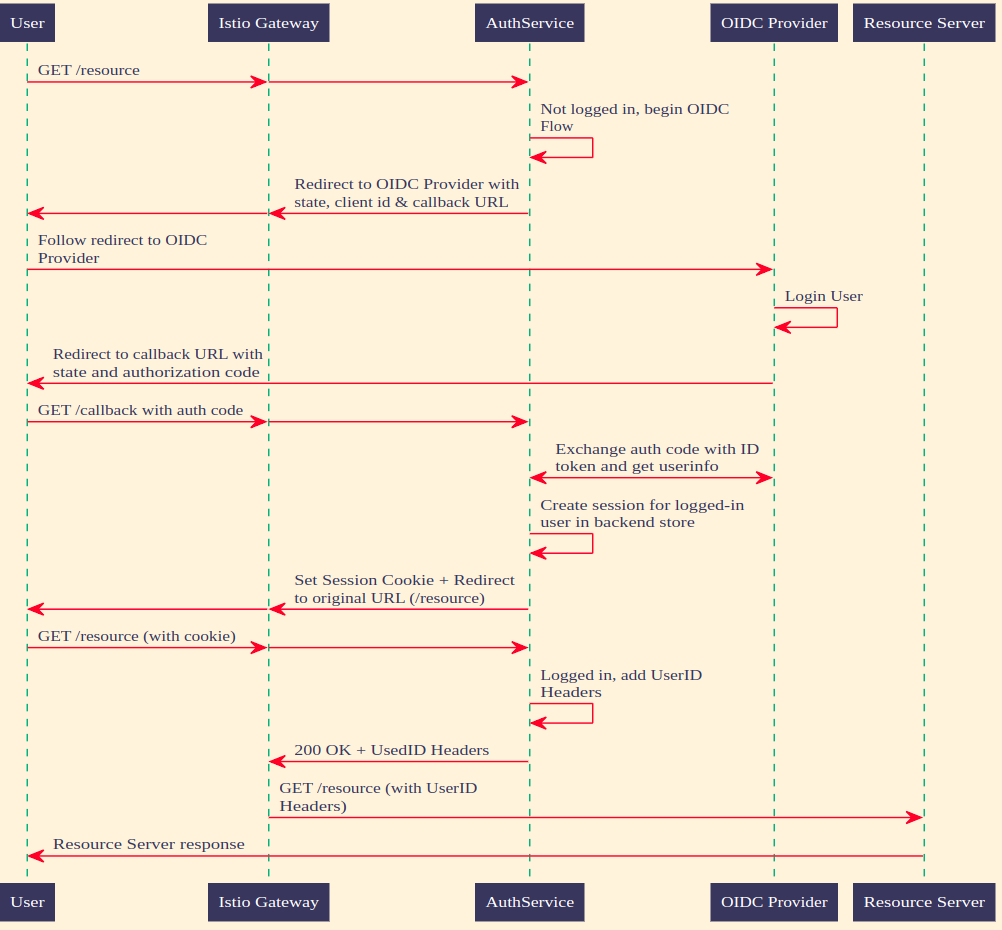 User
Istio Gateway
AuthService
OIDC Provider
Resource Server
GET /resource
Not logged in, begin OIDC
Flow
Redirect to OIDC Provider with
state, client id & callback URL
Follow redirect to OIDC
Provider
Login User
Redirect to callback URL with
state and authorization code
GET /callback with auth code
Exchange auth code with ID
token and get userinfo
Create session for logged-in
user in backend store
Set Session Cookie + Redirect
to original URL (/resource)
GET /resource (with cookie)
Logged in, add UserID
Headers
200 OK + UsedID Headers
GET /resource (with UserID
Headers)
Resource Server response
User
Istio Gateway
AuthService
OIDC Provider
Resource Server